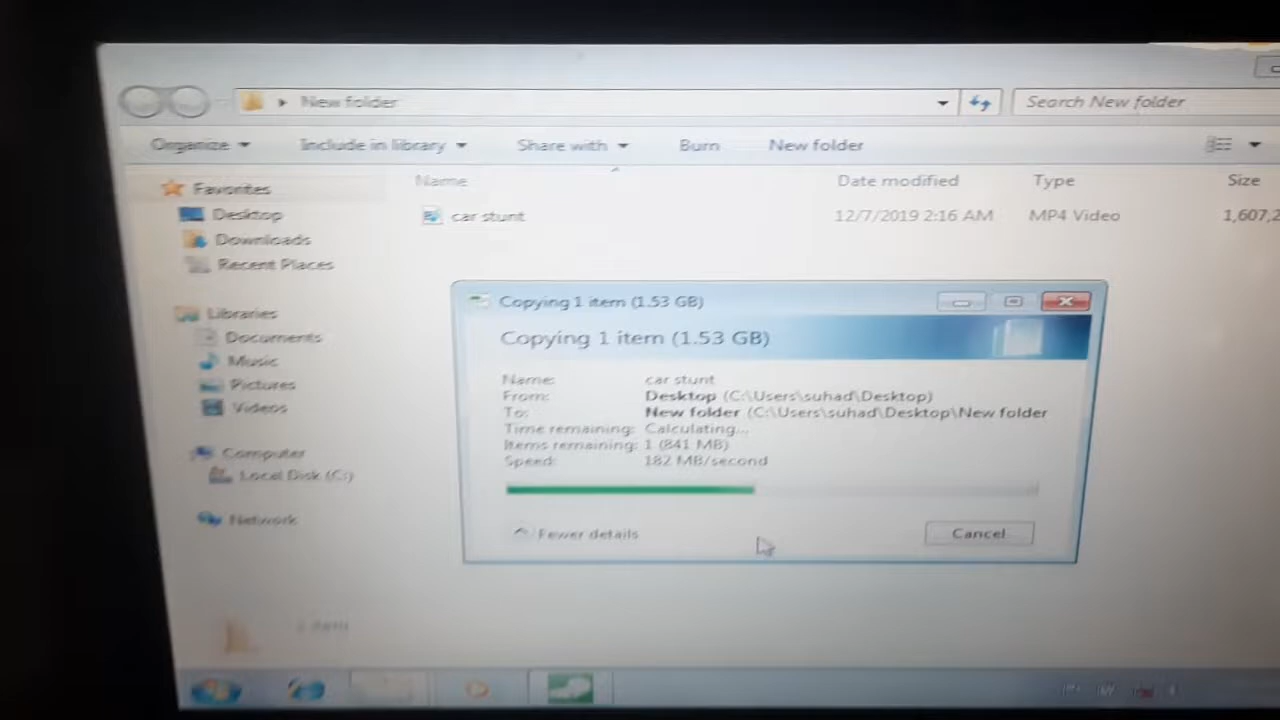 New folder
Search New folder
Organize
Include in library
Share with
Burn
New folder
Name
Date modified
Type
Size
Favorites
Desktop
Downloads
Recent Places
Libraries
Documents
Music
Pictures
Videos
Computer
Local Disk (C:)
Network
car stunt
12/7/2019 2:16 AM
MP4 Video
1,607,2
Copying 1 item (1.53 GB)
Copying 1 item (1.53 GB)
Name: car stunt
From: Desktop (C:\Users\suhad\Desktop)
To: New folder (C:\Users\suhad\Desktop\New folder
Time remaining: Calculating...
Items remaining: 1 (841 MB)
Speed: 182 MB/second
Fewer details
Cancel